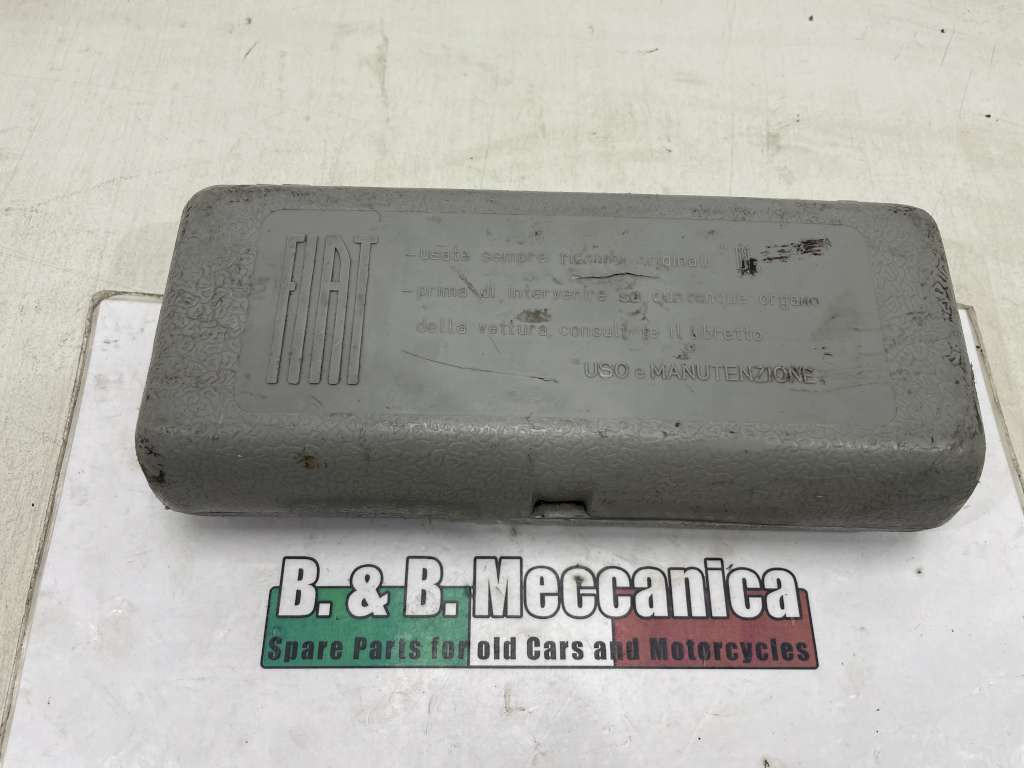 FIAT
-usate sempre ricambi originali
-prima di intervenire su qualunque organo
della vettura, consultate il libretto
USO e MANUTENZIONE
B. & B. Meccanica
Spare Parts for old Cars and Motorcycles